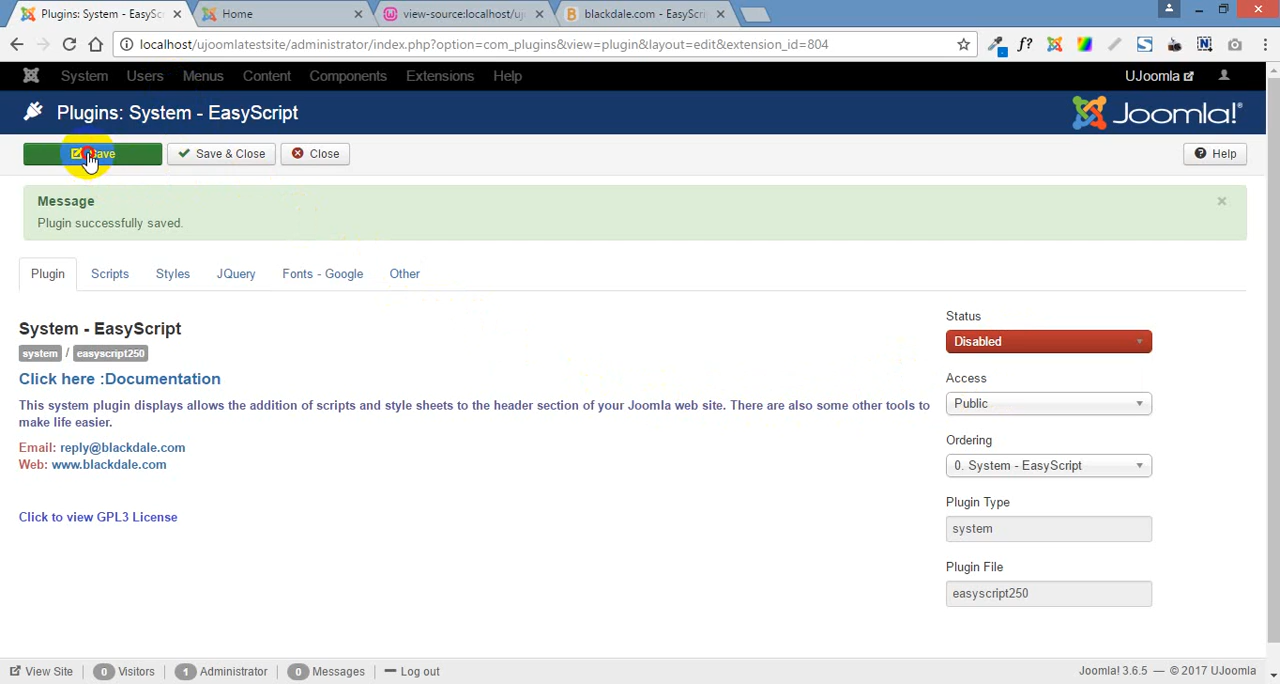 Plugins: System - EasySc
Home
view-source:localhost/uj
blackdale.com - EasyScri
localhost/ujoomlatestsite/administrator/index.php?option=com_plugins&view=plugin&layout=edit&extension_id=804
System Users Menus Content Components Extensions Help
UJoomla
Plugins: System - EasyScript
Joomla!®
Save
Save & Close
Close
Help
Message
Plugin successfully saved.
×
Plugin Scripts Styles JQuery Fonts - Google Other
System - EasyScript
system / easyscript250
Click here :Documentation
This system plugin displays allows the addition of scripts and style sheets to the header section of your Joomla web site. There are also some other tools to
make life easier.
Email: reply@blackdale.com
Web: www.blackdale.com
Click to view GPL3 License
Status
Disabled
Access
Public
Ordering
0. System - EasyScript
Plugin Type
system
Plugin File
easyscript250
View Site
0 Visitors
1 Administrator
0 Messages
Log out
Joomla! 3.6.5 — © 2017 UJoomla